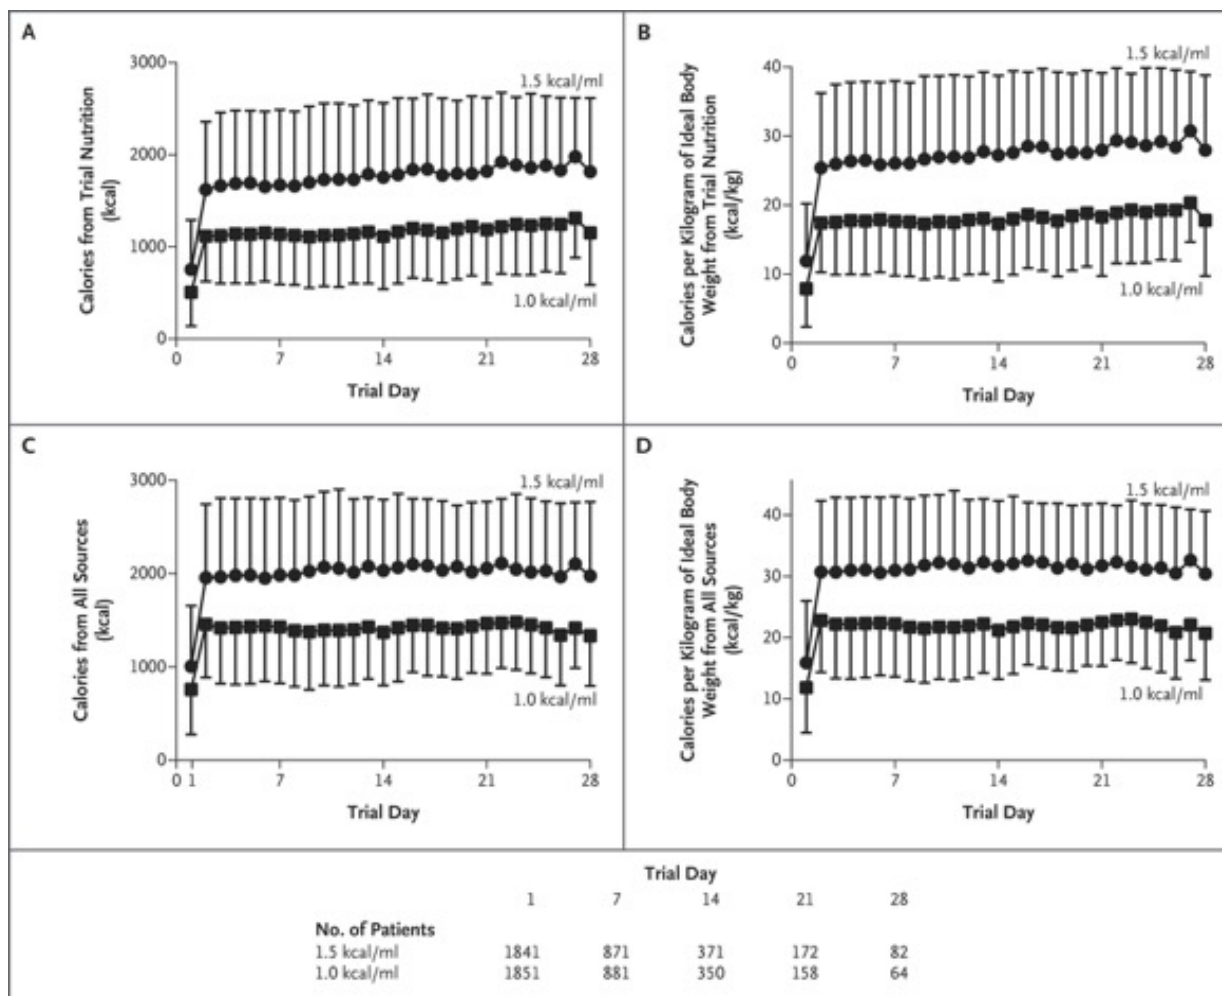 A
Calories from Trial Nutrition
(kcal)
3000
2000
1000
0
1.5 kcal/ml
1.0 kcal/ml
0 7 14 21 28
Trial Day
B
Calories per Kilogram of Ideal Body
Weight from Trial Nutrition
(kcal/kg)
40
30
20
10
0
1.5 kcal/ml
1.0 kcal/ml
0 7 14 21 28
Trial Day
C
Calories from All Sources
(kcal)
3000
2000
1000
0
1.5 kcal/ml
1.0 kcal/ml
0 1 7 14 21 28
Trial Day
D
Calories per Kilogram of Ideal Body
Weight from All Sources
(kcal/kg)
40
30
20
10
0
1.5 kcal/ml
1.0 kcal/ml
0 7 14 21 28
Trial Day
Trial Day
1 7 14 21 28
No. of Patients
1.5 kcal/ml 1841 871 371 172 82
1.0 kcal/ml 1851 881 350 158 64